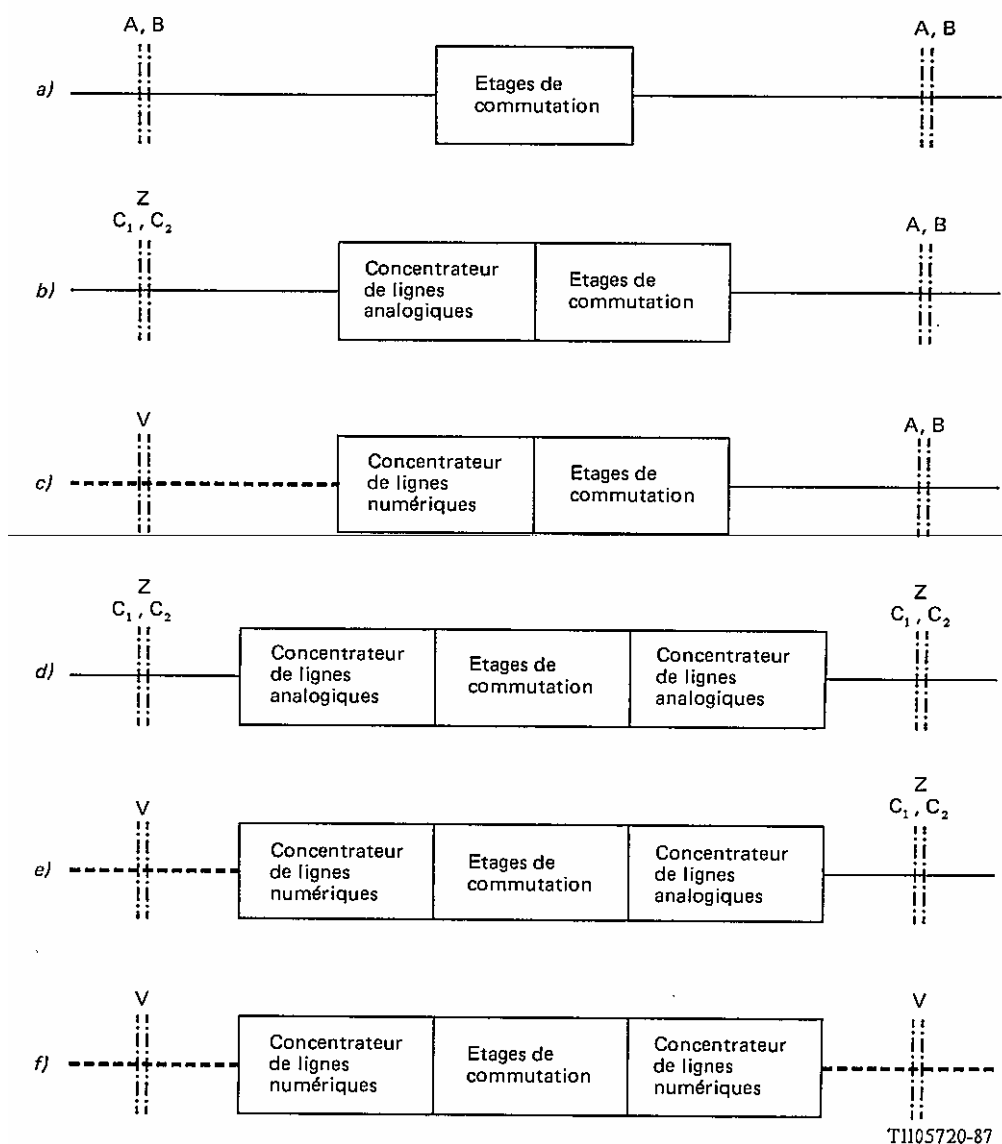 A, B
A, B
a)
Etages de
commutation
Z
C₁, C₂
A, B
b)
Concentrateur
de lignes
analogiques
Etages de
commutation
V
A, B
c)
Concentrateur
de lignes
numériques
Etages de
commutation
Z
C₁, C₂
Z
C₁, C₂
d)
Concentrateur
de lignes
analogiques
Etages de
commutation
Concentrateur
de lignes
analogiques
V
Z
C₁, C₂
e)
Concentrateur
de lignes
numériques
Etages de
commutation
Concentrateur
de lignes
analogiques
V
V
f)
Concentrateur
de lignes
numériques
Etages de
commutation
Concentrateur
de lignes
numériques
T1105720-87